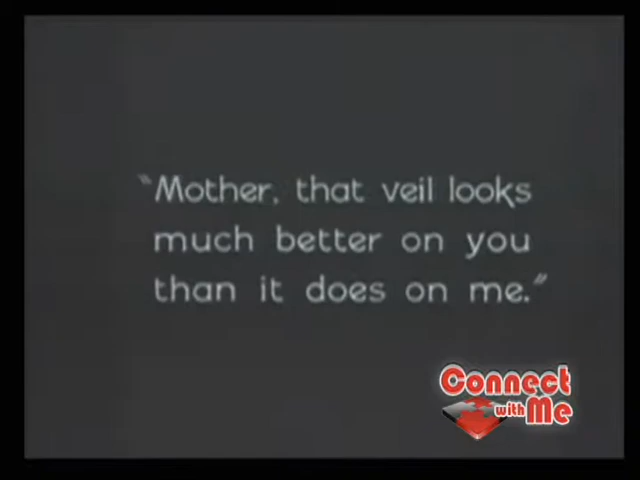 "Mother, that veil looks
much better on you
than it does on me."
Connect
with Me